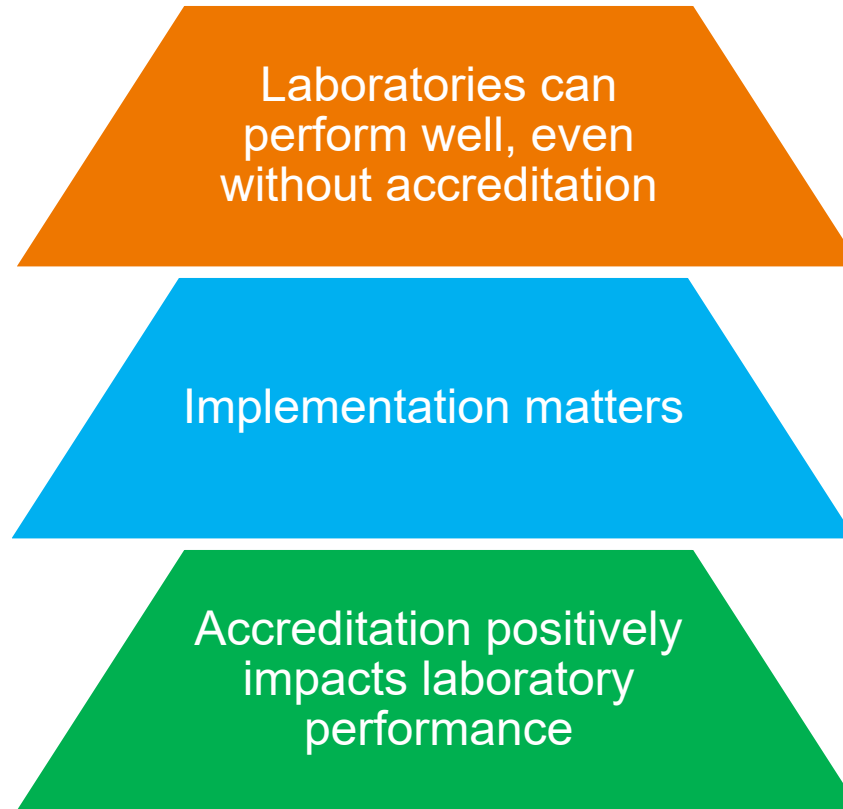 Laboratories can
perform well, even
without accreditation
Implementation matters
Accreditation positively
impacts laboratory
performance